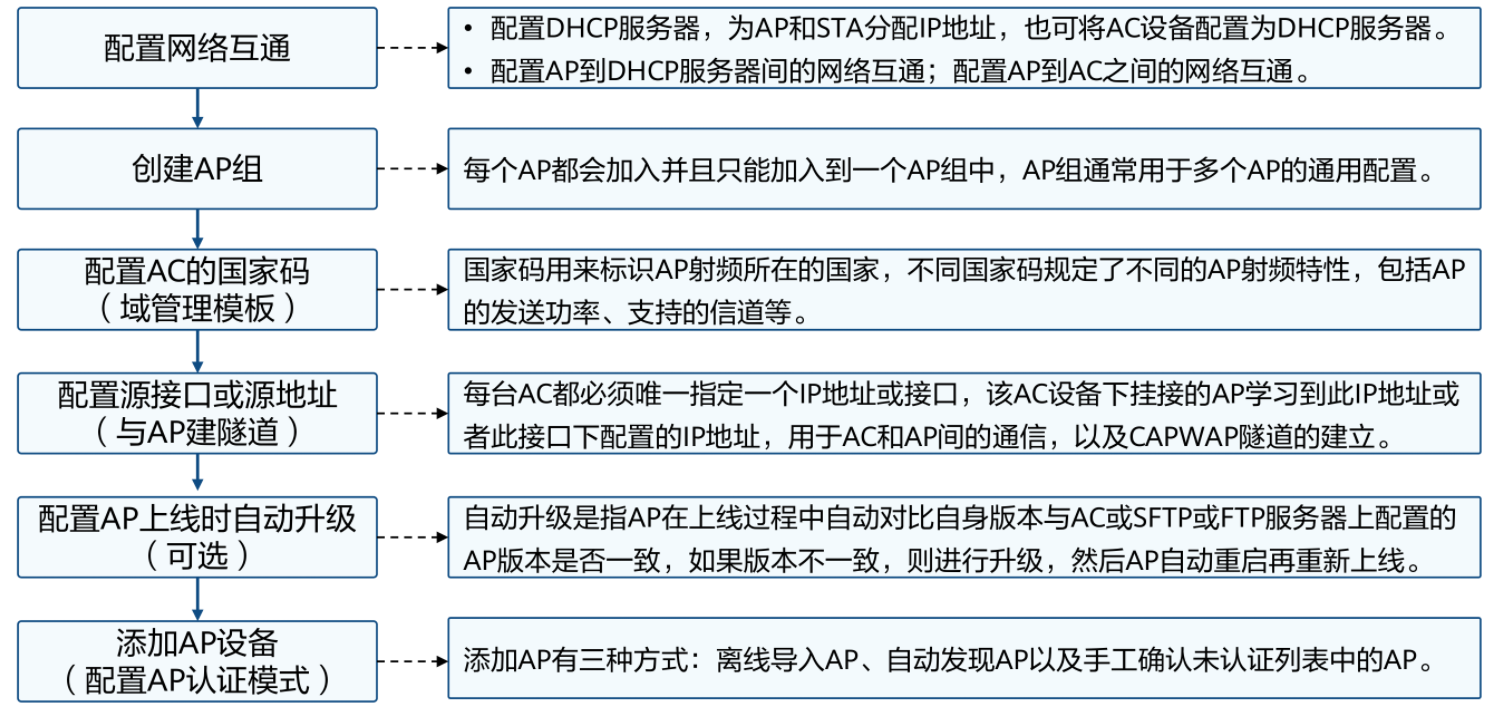 配置网络互通
• 配置DHCP服务器，为AP和STA分配IP地址，也可将AC设备配置为DHCP服务器。
• 配置AP到DHCP服务器间的网络互通；配置AP到AC之间的网络互通。
创建AP组
每个AP都会加入并且只能加入到一个AP组中，AP组通常用于多个AP的通用配置。
配置AC的国家码
（域管理模板）
国家码用来标识AP射频所在的国家，不同国家码规定了不同的AP射频特性，包括AP
的发送功率、支持的信道等。
配置源接口或源地址
（与AP建隧道）
每台AC都必须唯一指定一个IP地址或接口，该AC设备下挂接的AP学习到此IP地址或
者此接口下配置的IP地址，用于AC和AP间的通信，以及CAPWAP隧道的建立。
配置AP上线时自动升级
（可选）
自动升级是指AP在上线过程中自动对比自身版本与AC或SFTP或FTP服务器上配置的
AP版本是否一致，如果版本不一致，则进行升级，然后AP自动重启再重新上线。
添加AP设备
（配置AP认证模式）
添加AP有三种方式：离线导入AP、自动发现AP以及手工确认未认证列表中的AP。